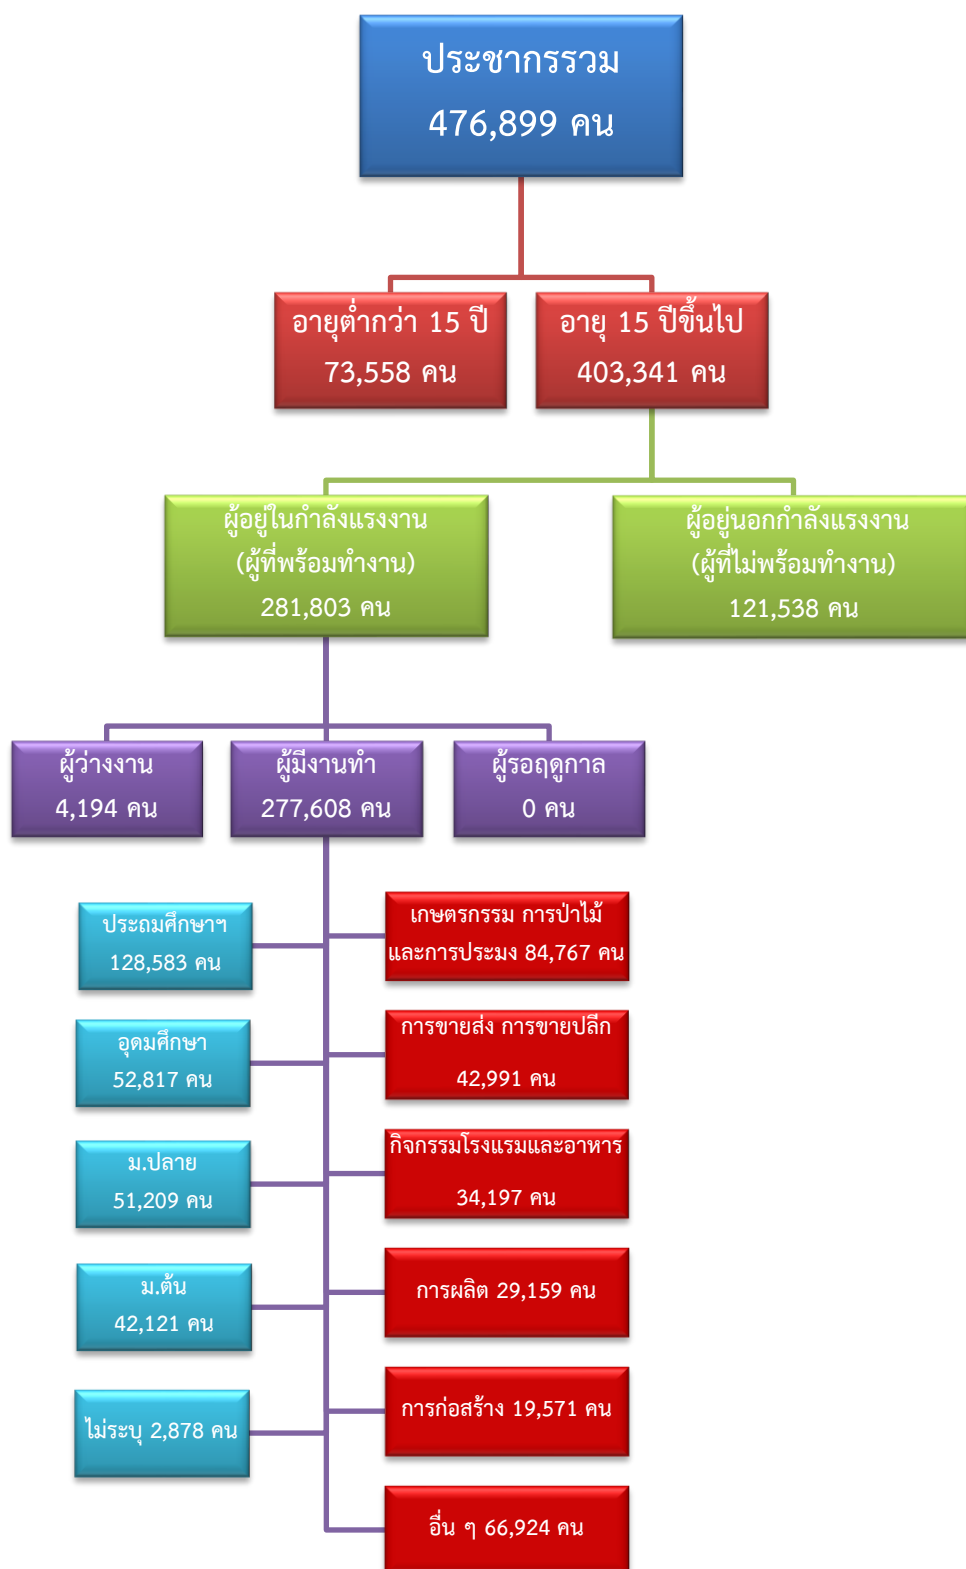 ประชากรรวม
476,899 คน
อายุต่ำกว่า 15 ปี
73,558 คน
อายุ 15 ปีขึ้นไป
403,341 คน
ผู้อยู่ในกำลังแรงงาน
(ผู้ที่พร้อมทำงาน)
281,803 คน
ผู้อยู่นอกกำลังแรงงาน
(ผู้ที่ไม่พร้อมทำงาน)
121,538 คน
ผู้ว่างงาน
4,194 คน
ผู้มีงานทำ
277,608 คน
ผู้รอฤดูกาล
0 คน
ประถมศึกษาฯ
128,583 คน
อุดมศึกษา
52,817 คน
ม.ปลาย
51,209 คน
ม.ต้น
42,121 คน
ไม่ระบุ 2,878 คน
เกษตรกรรม การป่าไม้
และการประมง 84,767 คน
การขายส่ง การขายปลีก
42,991 คน
กิจกรรมโรงแรมและอาหาร
34,197 คน
การผลิต 29,159 คน
การก่อสร้าง 19,571 คน
อื่น ๆ 66,924 คน